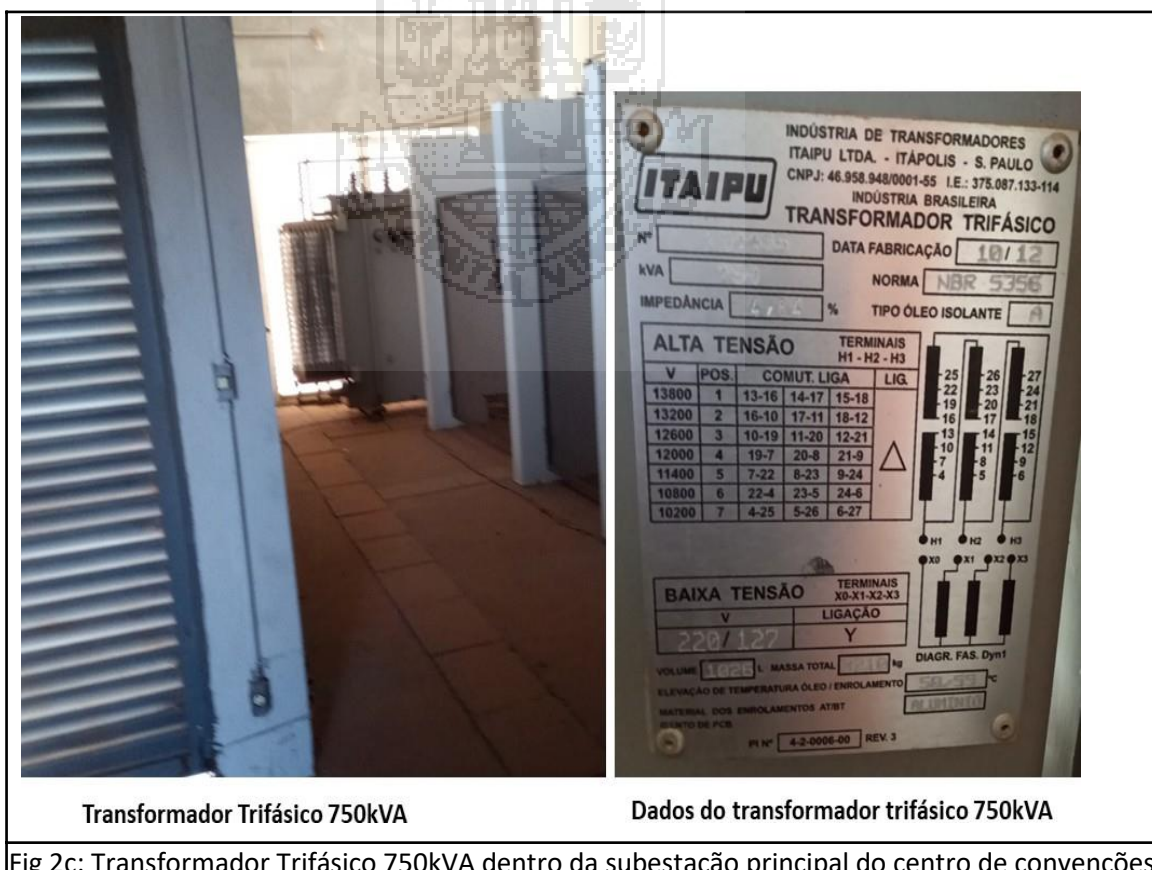 INDÚSTRIA DE TRANSFORMADORES
ITAIPU LTDA. - ITÁPOLIS - S. PAULO
CNPJ: 46.958.948/0001-55 I.E.: 375.087.133-114
INDÚSTRIA BRASILEIRA
ITAIPU
TRANSFORMADOR TRIFÁSICO
Nº DATA FABRICAÇÃO 10/12
kVA NORMA NBR 5356
IMPEDÂNCIA % TIPO ÓLEO ISOLANTE A
ALTA TENSÃO TERMINAIS
H1 - H2 - H3
V POS. COMUT. LIGA LIG.
13800 1 13-16 14-17 15-18
13200 2 16-10 17-11 18-12
12600 3 10-19 11-20 12-21
12000 4 19-7 20-8 21-9
11400 5 7-22 8-23 9-24
10800 6 22-4 23-5 24-6
10200 7 4-25 5-26 6-27
△
25 26 27
22 23 24
19 20 21
16 17 18
13 14 15
10 11 12
7 8 9
4 5 6
H1 H2 H3
X0 X1 X2 X3
BAIXA TENSÃO TERMINAIS
X0-X1-X2-X3
V LIGAÇÃO
220/127 Y
DIAGR. FAS. Dyn1
VOLUME L MASSA TOTAL kg
ELEVAÇÃO DE TEMPERATURA ÓLEO / ENROLAMENTO °C
MATERIAL DOS ENROLAMENTOS AT/BT ALUMÍNIO
ISENTO DE PCB
PI Nº 4-2-0006-00 REV. 3
Transformador Trifásico 750kVA
Dados do transformador trifásico 750kVA
Fig 2c: Transformador Trifásico 750kVA dentro da subestação principal do centro de convenções